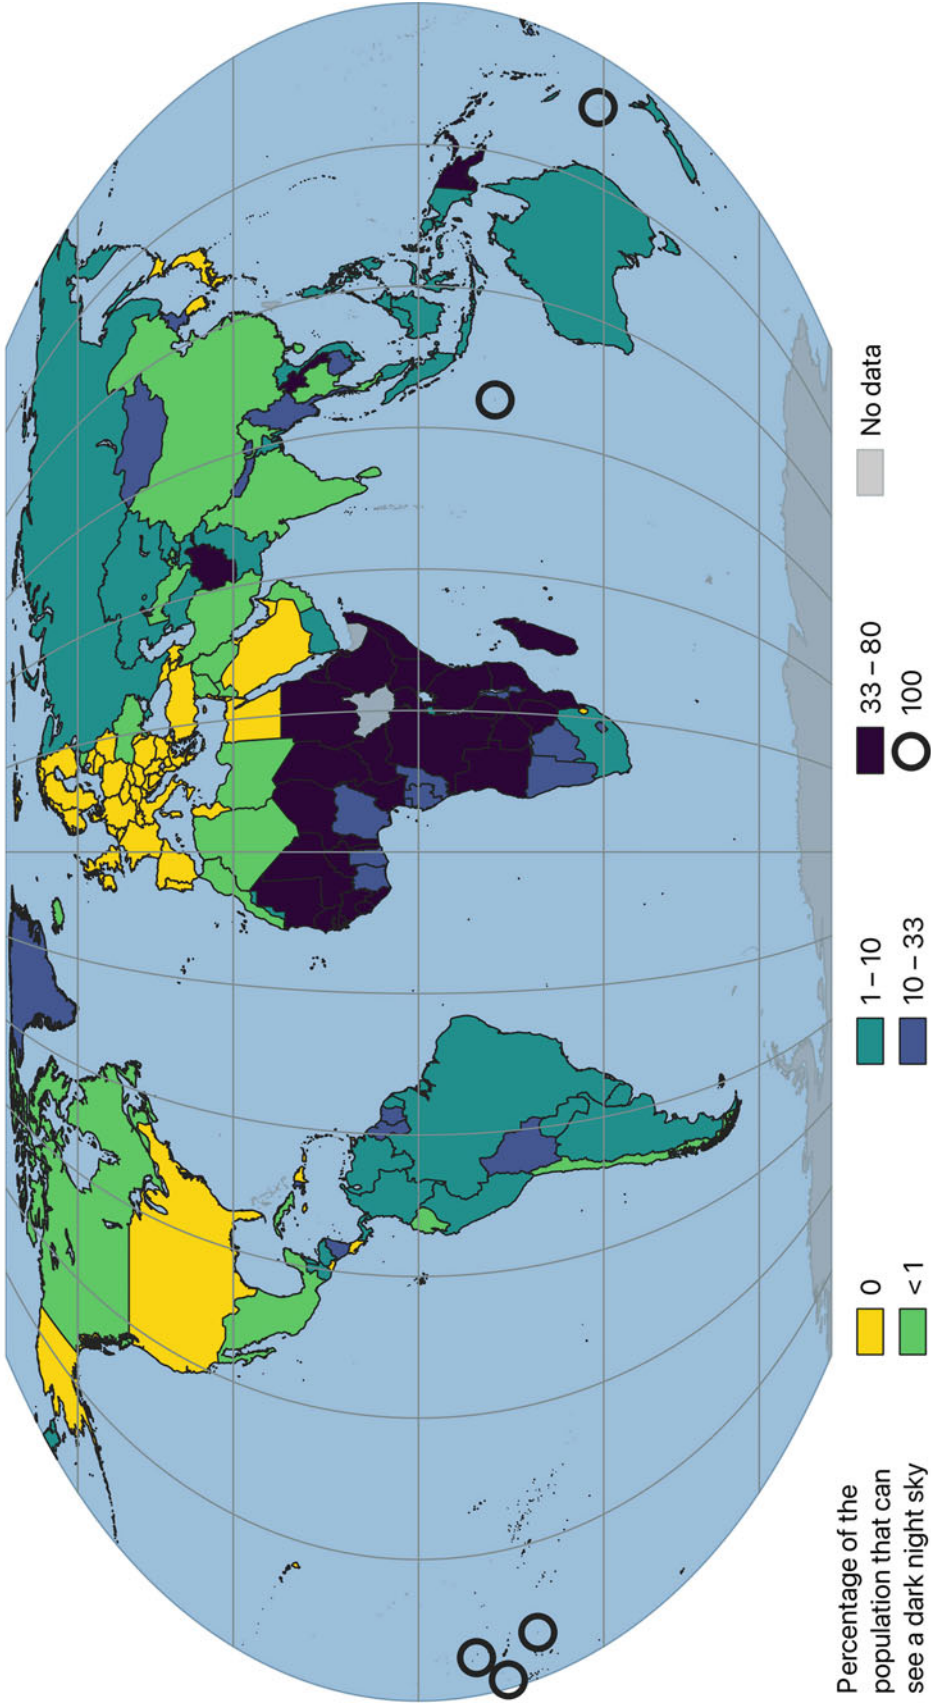 Percentage of the
population that can
see a dark night sky
0
<1
1–10
10–33
33–80
100
No data